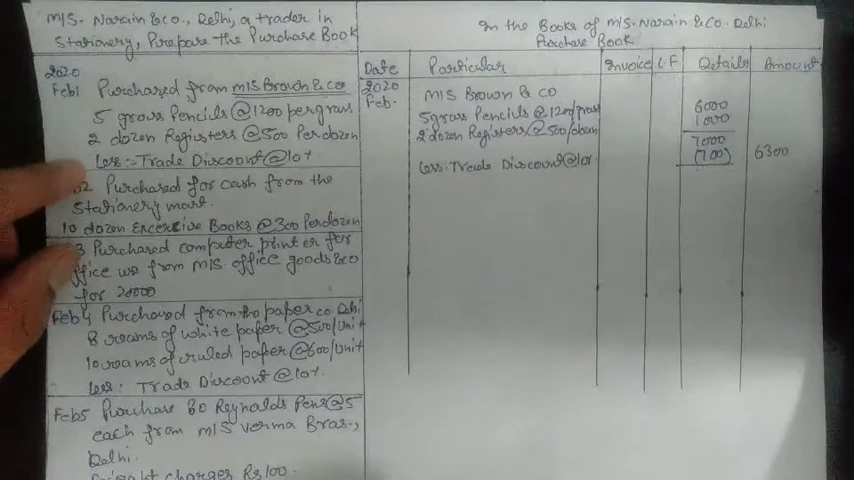 M/S. Narain & co., Delhi, a trader in
Stationery, Prepare the Purchase Book
2020
Feb1 Purchased from M/S Brown & co
5 gross Pencils @ 1200 per gross
2 dozen Registers @ 500 Per dozen
Less :- Trade Discount @ 10%
2 Purchased for cash from the
Stationery mart.
10 dozen Exercise Books @ 300 Per dozen
3 Purchased computer printer for
office use from M/S office goods & co
for 20000
Feb 4 Purchased from the paper co. Delhi
8 reams of white paper @ 500/Unit
10 reams of ruled paper @ 600/Unit
Less: Trade Discount @ 10%.
Feb5 Purchase 80 Reynolds Pens @ 5
each from M/S Verma Bros.,
Delhi.
Freight charges Rs 100.
In the Books of M/S. Narain & Co. Delhi
Purchase Book
Date Particular Invoice L.F Details Amount
2020
Feb. M/S Brown & CO
5 gross Pencils @ 1200/gross 6000
2 dozen Registers @ 500/dozen 1000
7000
Less: Trade Discount @ 10% (700) 6300